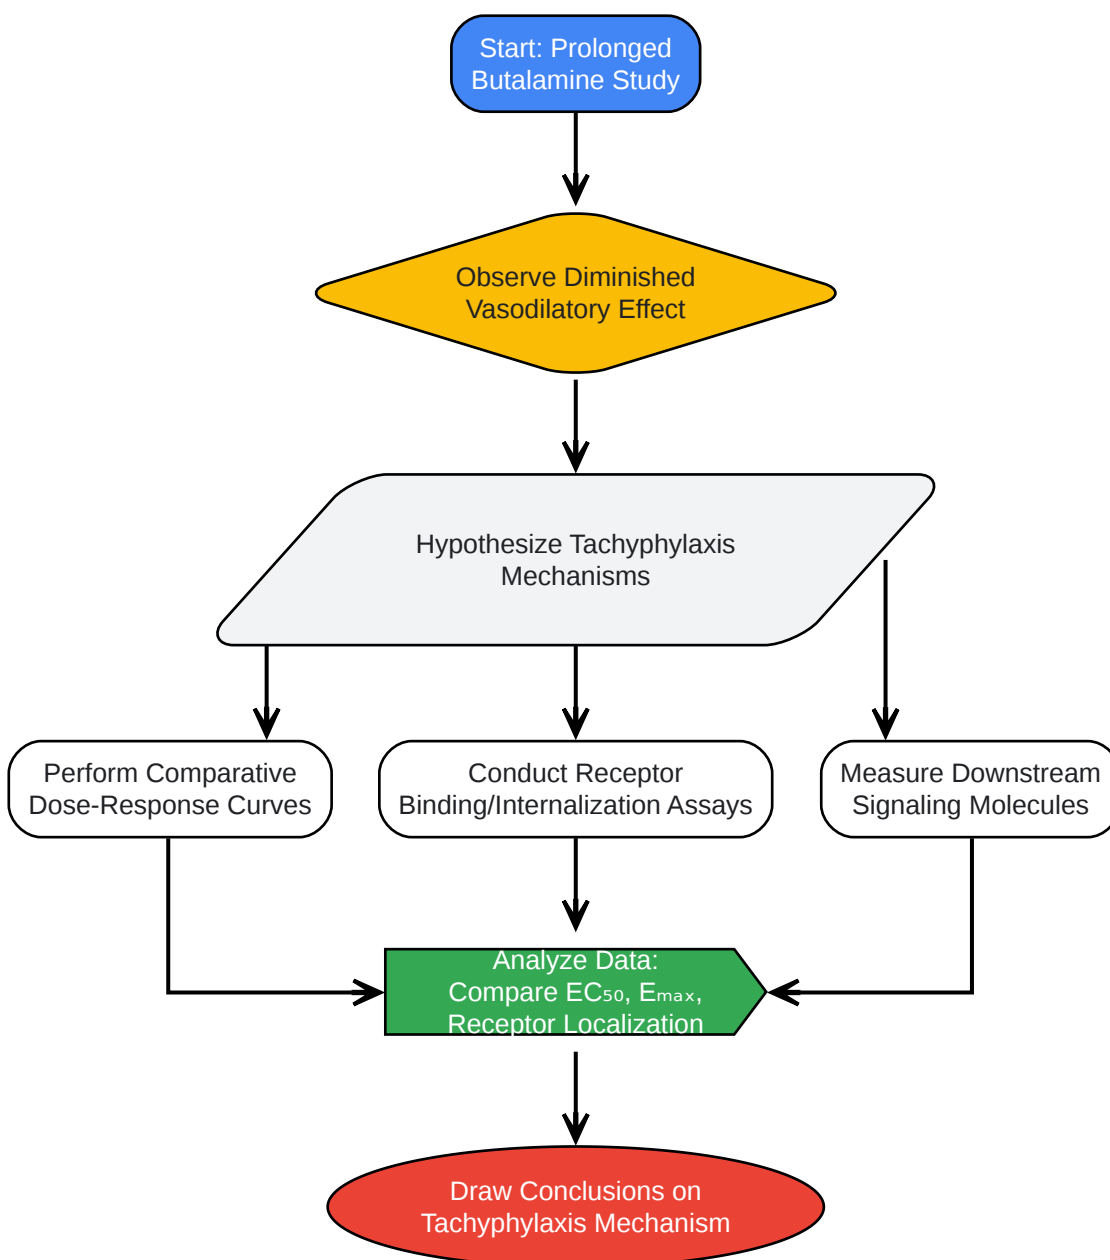 Start: Prolonged
Butalamine Study
Observe Diminished
Vasodilatory Effect
Hypothesize Tachyphylaxis
Mechanisms
Perform Comparative
Dose-Response Curves
Conduct Receptor
Binding/Internalization Assays
Measure Downstream
Signaling Molecules
Analyze Data:
Compare EC₅₀, Eₘₐₓ,
Receptor Localization
Draw Conclusions on
Tachyphylaxis Mechanism